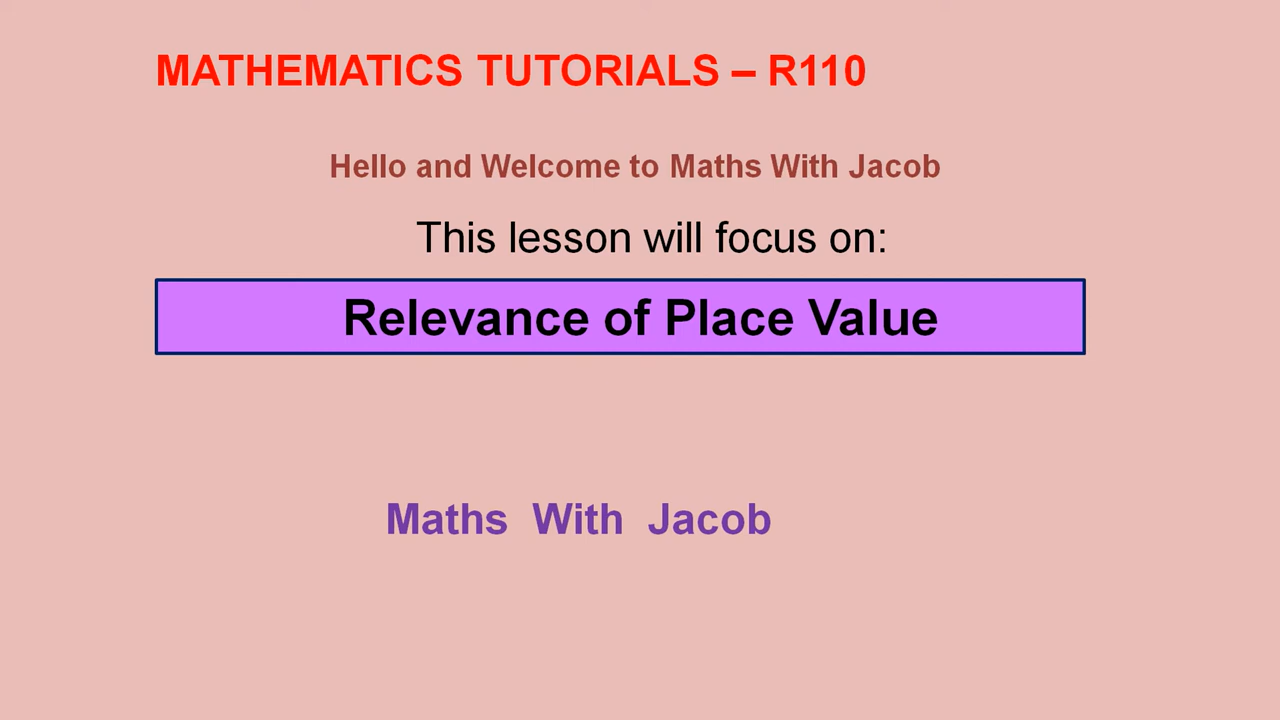 MATHEMATICS TUTORIALS – R110
Hello and Welcome to Maths With Jacob
This lesson will focus on:
Relevance of Place Value
Maths With Jacob